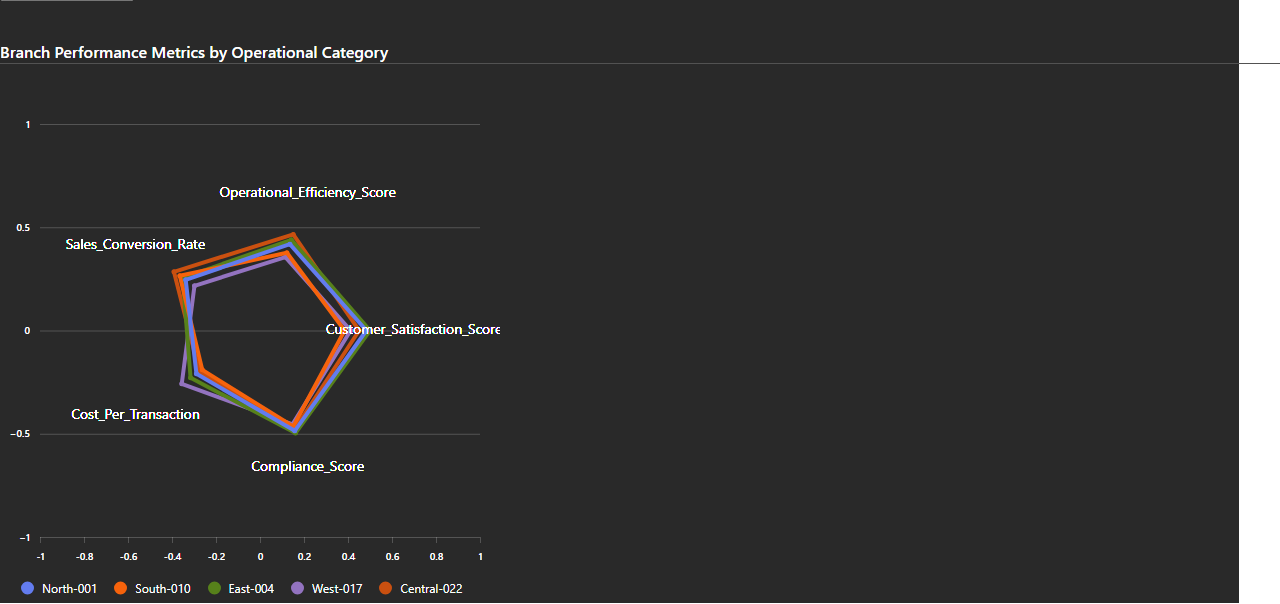 Branch Performance Metrics by Operational Category
1
Operational_Efficiency_Score
0.5
Sales_Conversion_Rate
0
Customer_Satisfaction_Score
Cost_Per_Transaction
−0.5
Compliance_Score
−1
-1 -0.8 -0.6 -0.4 -0.2 0 0.2 0.4 0.6 0.8 1
North-001 South-010 East-004 West-017 Central-022